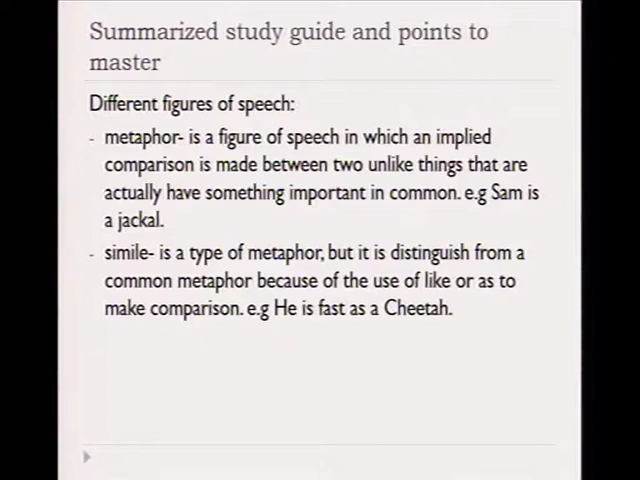 Summarized study guide and points to
master
Different figures of speech:
- metaphor- is a figure of speech in which an implied
comparison is made between two unlike things that are
actually have something important in common. e.g Sam is
a jackal.
- simile- is a type of metaphor, but it is distinguish from a
common metaphor because of the use of like or as to
make comparison. e.g He is fast as a Cheetah.